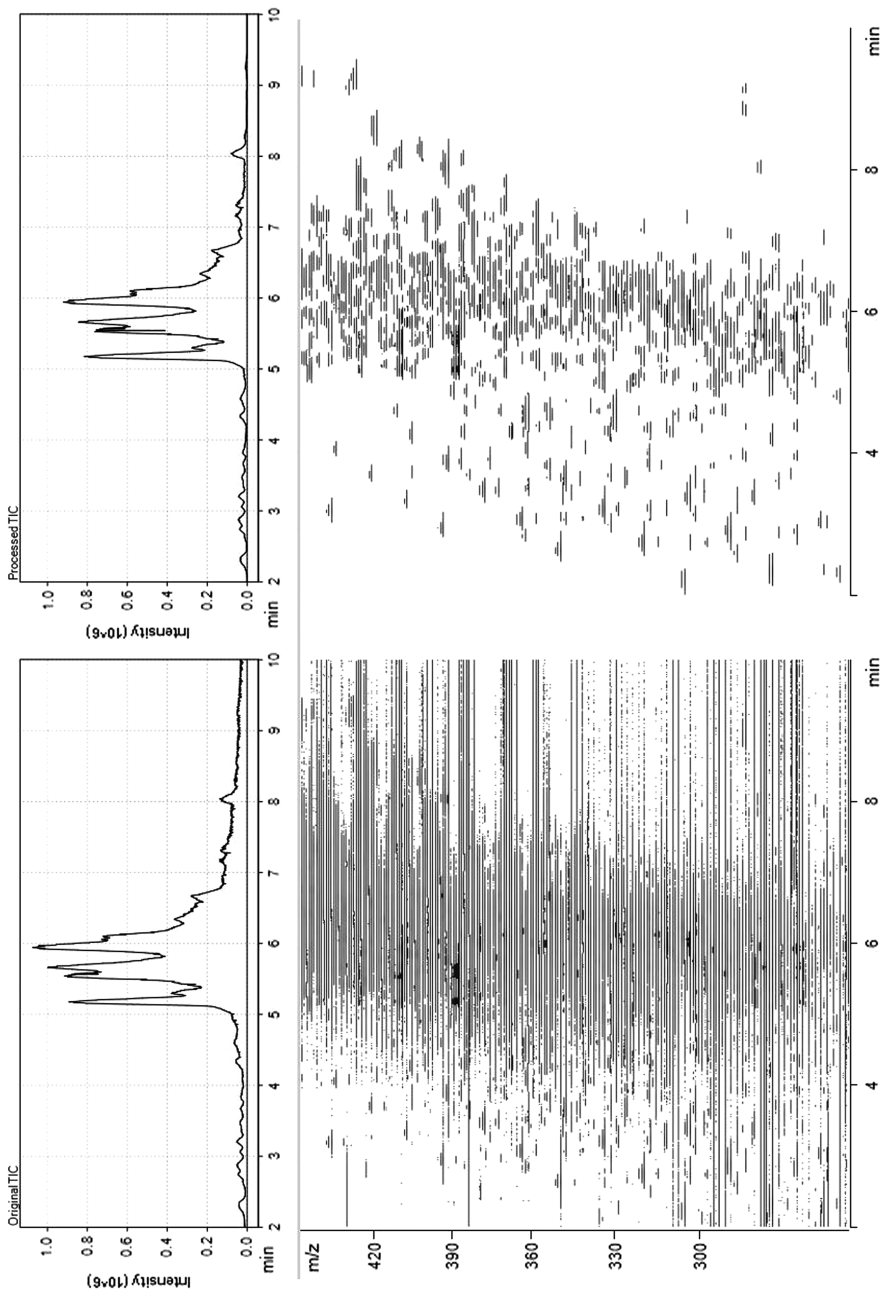 Original TIC
1.0
0.8
0.6
0.4
0.2
0.0
Intensity (10^6)
2 3 4 5 6 7 8 9 10
min
Processed TIC
1.0
0.8
0.6
0.4
0.2
0.0
Intensity (10^6)
2 3 4 5 6 7 8 9 10
min
m/z
420
390
360
330
300
4 6 8 min
4 6 8 min